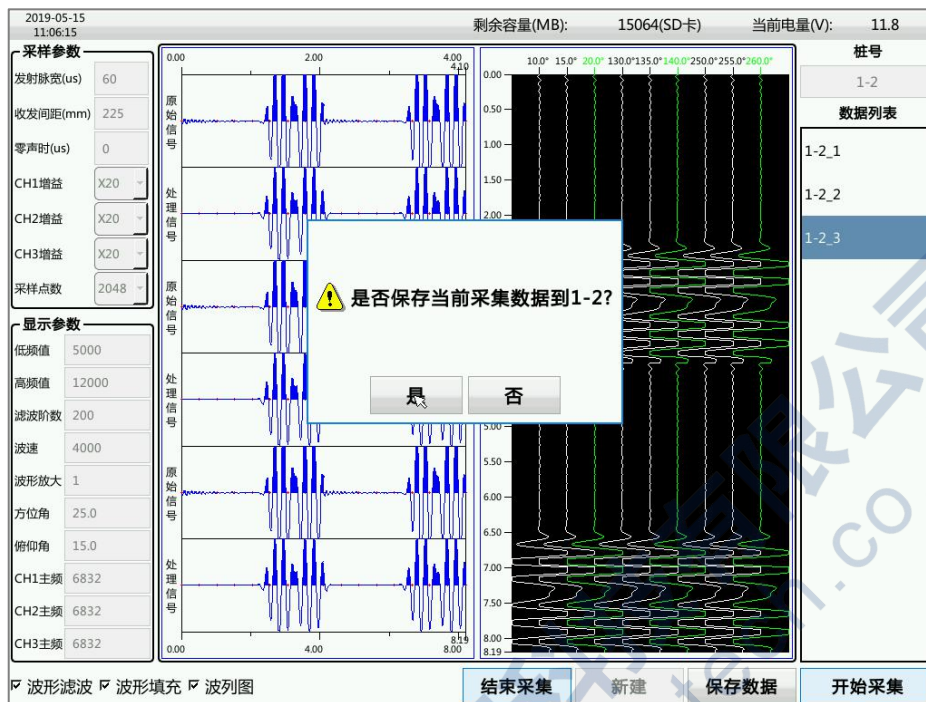 2019-05-15
11:06:15
剩余容量(MB): 15064(SD卡) 当前电量(V): 11.8
采样参数
发射脉宽(us) 60
收发间距(mm) 225
零声时(us) 0
CH1增益 X20
CH2增益 X20
CH3增益 X20
采样点数 2048
显示参数
低频值 5000
高频值 12000
滤波阶数 200
波速 4000
波形放大 1
方位角 25.0
俯仰角 15.0
CH1主频 6832
CH2主频 6832
CH3主频 6832
0.00 2.00 4.00
4.10
原始信号
处理信号
原始信号
处理信号
原始信号
处理信号
8.19
0.00 4.00 8.00
10.0° 15.0 20.0° 130.0°135.0°140.0°250.0°255.0°260.0°
0.00
0.50
1.00
1.50
2.00
5.00
5.50
6.00
6.50
7.00
7.50
8.00
8.19
是否保存当前采集数据到1-2?
是 否
桩号
1-2
数据列表
1-2_1
1-2_2
1-2_3
波形滤波 波形填充 波列图
结束采集 新建 保存数据 开始采集